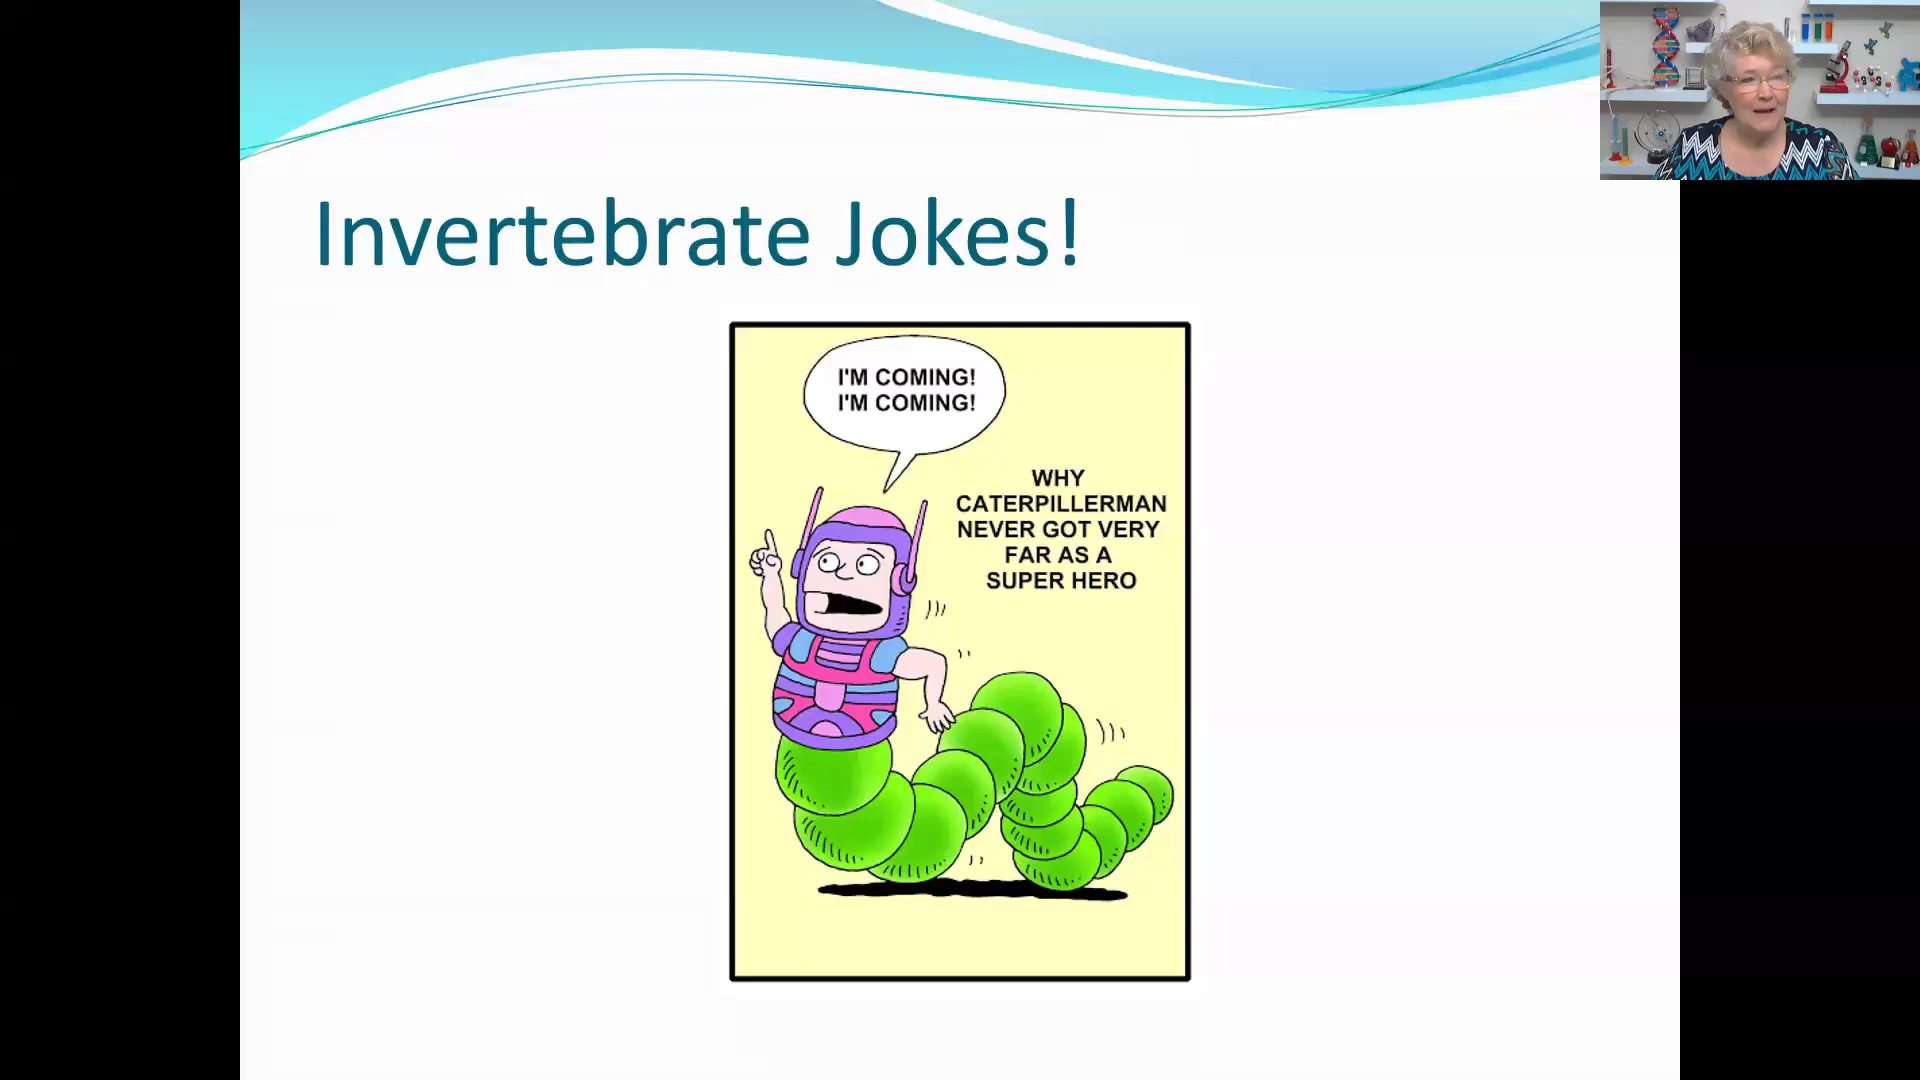 Invertebrate Jokes!
I'M COMING!
I'M COMING!
WHY
CATERPILLERMAN
NEVER GOT VERY
FAR AS A
SUPER HERO